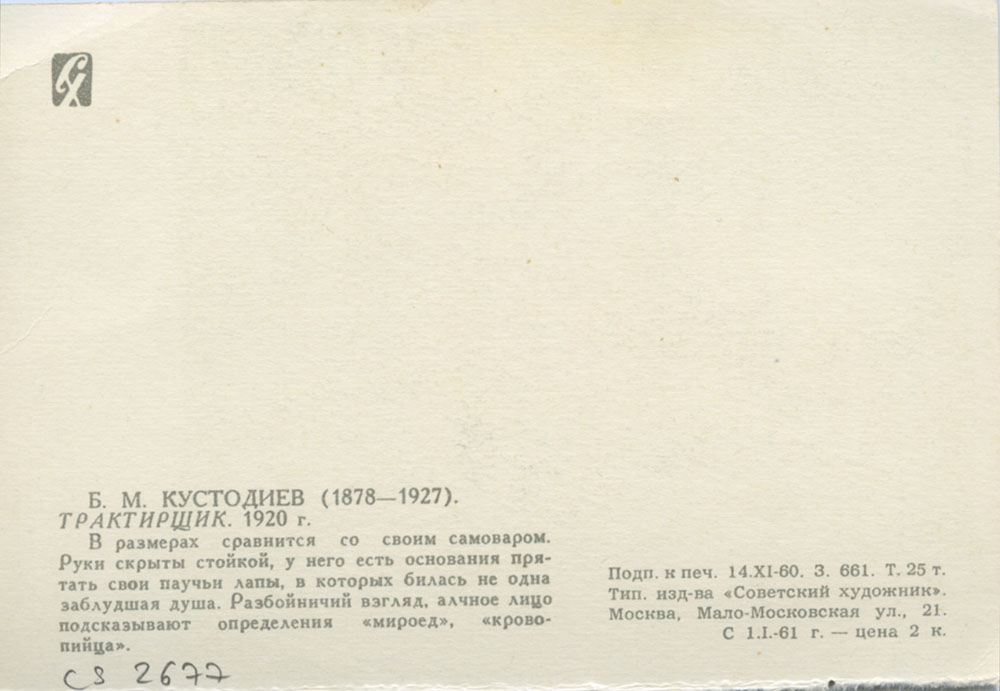 СХ
Б. М. КУСТОДИЕВ (1878—1927).
ТРАКТИРЩИК. 1920 г.
В размерах сравнится со своим самоваром.
Руки скрыты стойкой, у него есть основания пря-
тать свои паучьи лапы, в которых билась не одна
заблудшая душа. Разбойничий взгляд, алчное лицо
подсказывают определения «мироед», «крово-
пийца».
Подп. к печ. 14.XI-60. З. 661. Т. 25 т.
Тип. изд-ва «Советский художник».
Москва, Мало-Московская ул., 21.
С 1.I.-61 г. — цена 2 к.
CS 2677